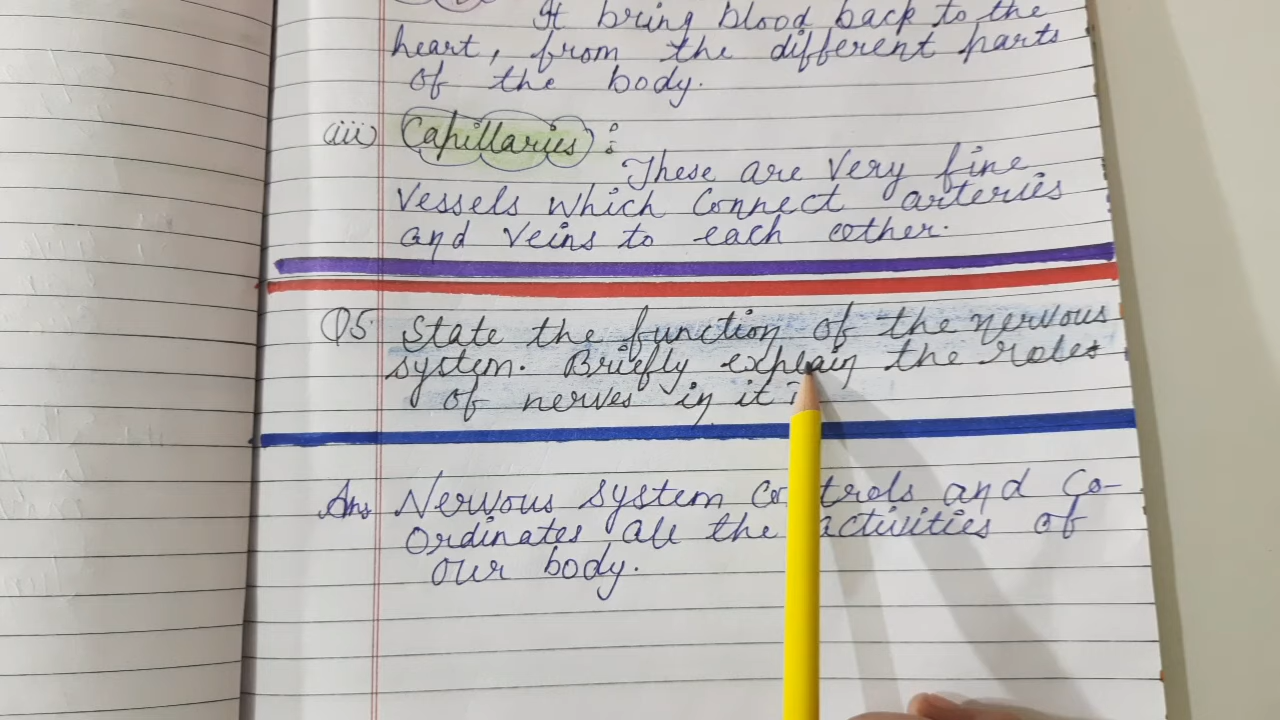 It bring blood back to the
heart, from the different parts
of the body.
(iii) Capillaries :
These are very fine
vessels which connect arteries
and veins to each other.
Q5. State the function of the nervous
system. Briefly explain the roles
of nerves in it ?
Ans Nervous system controls and co-
ordinates all the activities of
our body.